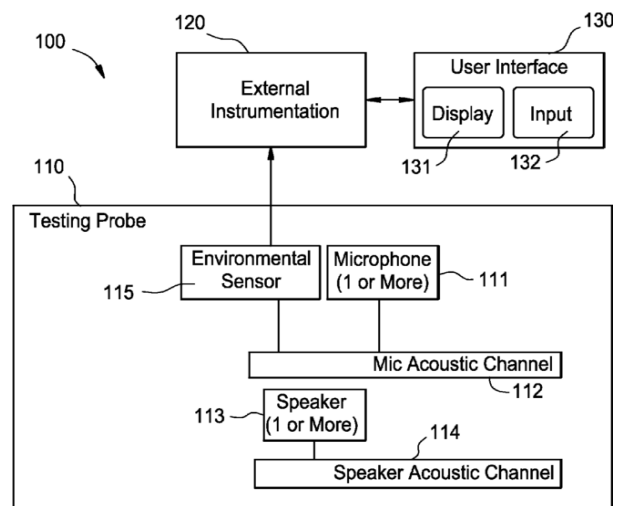 100
120
130
External
Instrumentation
User Interface
Display
Input
131
132
110
Testing Probe
Environmental
Sensor
115
Microphone
(1 or More)
111
Mic Acoustic Channel
112
Speaker
(1 or More)
113
114
Speaker Acoustic Channel